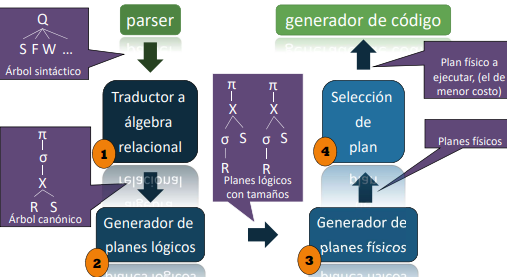 Q
S F W ...
Árbol sintáctico
parser
generador de código
Plan físico a
ejecutar, (el de
menor costo)
Traductor a
álgebra
relacional
1
π
X
σ S
R
π
X
σ S
R
Planes lógicos
con tamaños
Selección
de
plan
4
Planes físicos
π
σ
X
R S
Árbol canónico
Generador de
planes lógicos
2
Generador de
planes físicos
3